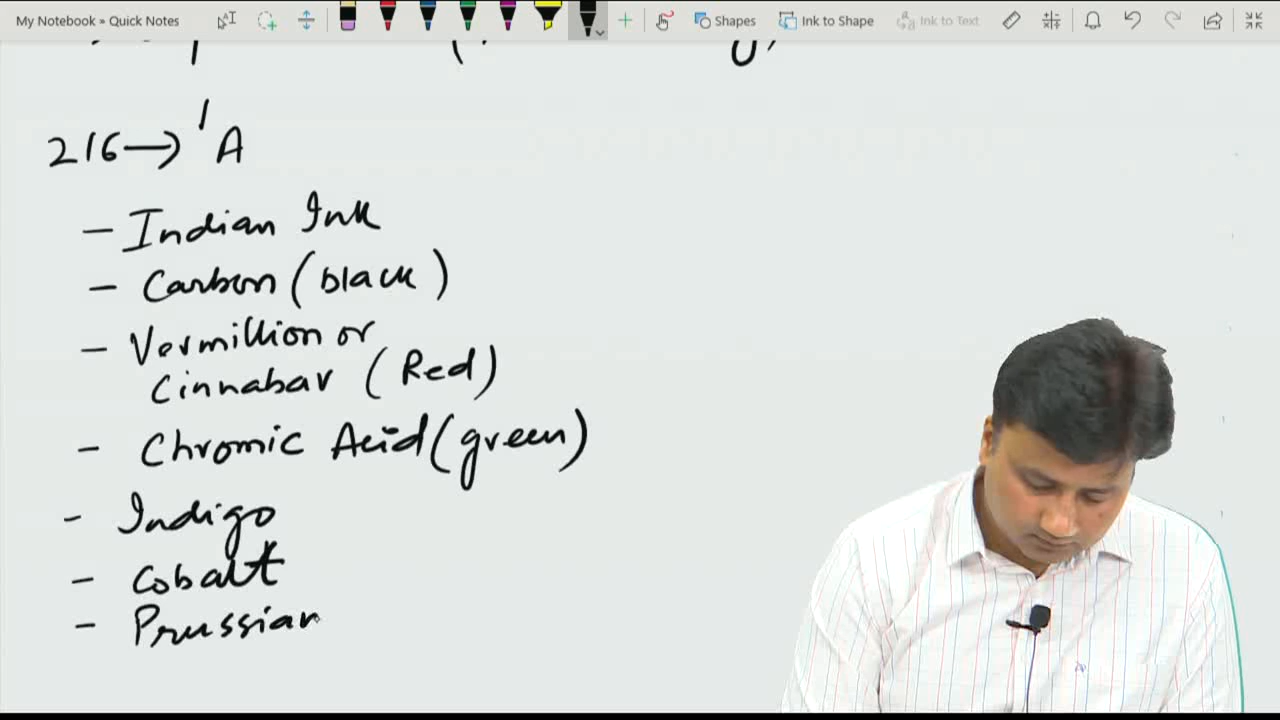 My Notebook » Quick Notes
Shapes
Ink to Shape
Ink to Text
216→ 1 A
- Indian Ink
- Carbon (black)
- Vermillion or
Cinnabar (Red)
- Chromic Acid (green)
- Indigo
- Cobalt
- Prussian